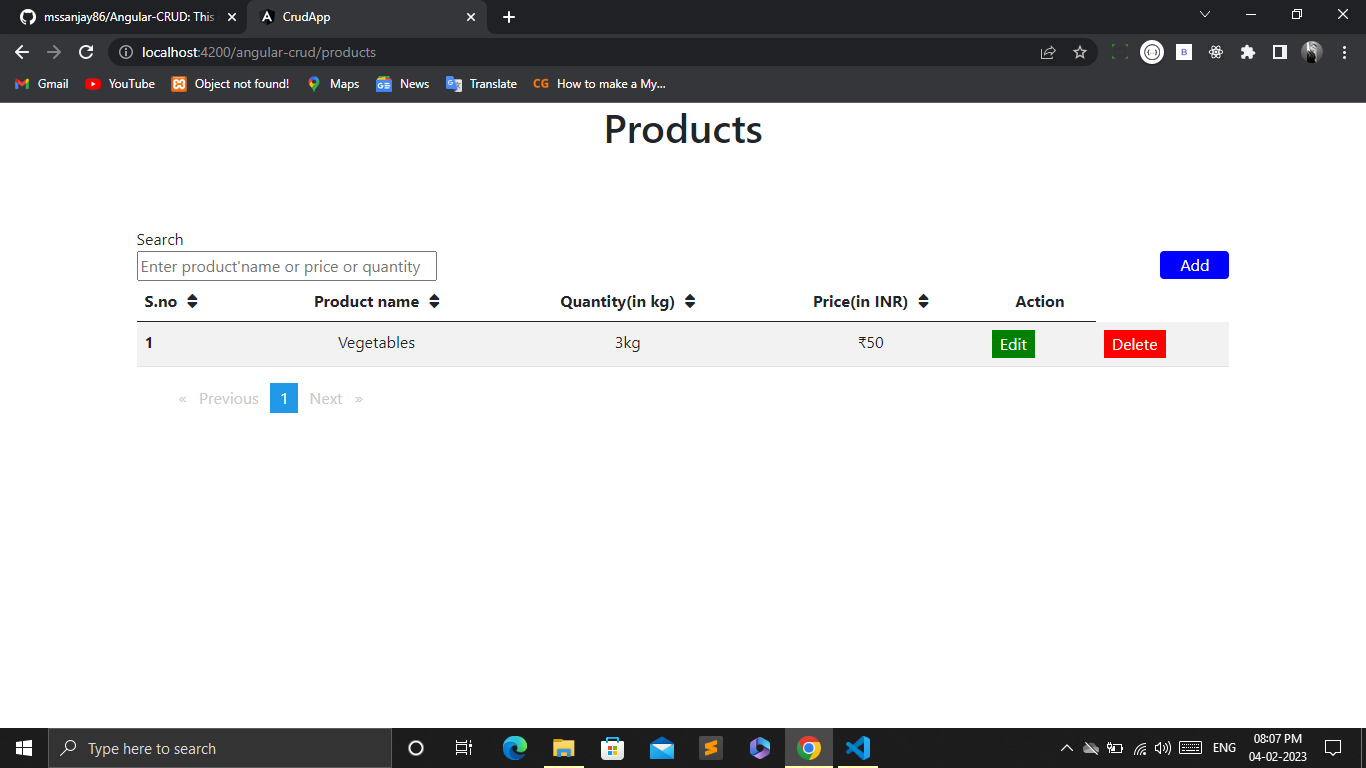 mssanjay86/Angular-CRUD: This
CrudApp
localhost:4200/angular-crud/products
Gmail
YouTube
Object not found!
Maps
News
Translate
CG How to make a My...
Products
Search
Enter product'name or price or quantity
Add
S.no Product name Quantity(in kg) Price(in INR) Action
1 Vegetables 3kg ₹50 Edit Delete
« Previous 1 Next »
Type here to search
ENG
08:07 PM
04-02-2023